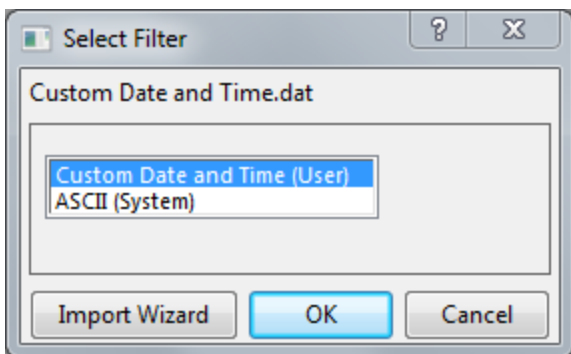 Select Filter
?
Custom Date and Time.dat
Custom Date and Time (User)
ASCII (System)
Import Wizard
OK
Cancel